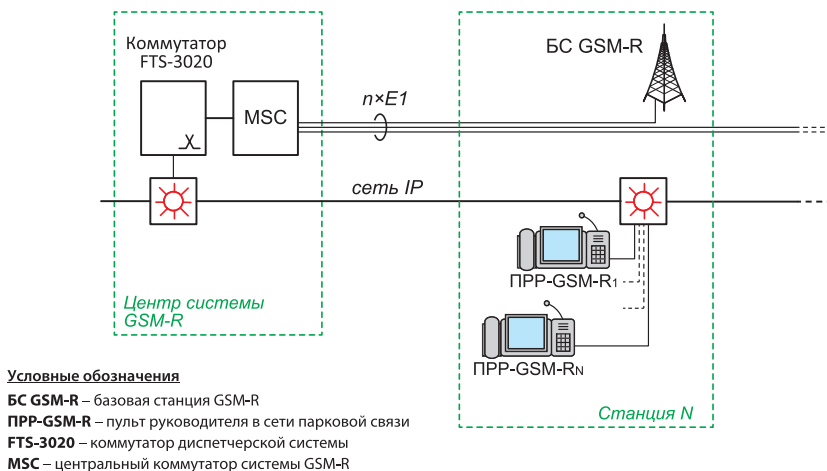 Коммутатор
FTS-3020
MSC
n×E1
БС GSM-R
сеть IP
ПРР-GSM-R1
ПРР-GSM-RN
Центр системы
GSM-R
Станция N
Условные обозначения
БС GSM-R – базовая станция GSM-R
ПРР-GSM-R – пульт руководителя в сети парковой связи
FTS-3020 – коммутатор диспетчерской системы
MSC – центральный коммутатор системы GSM-R